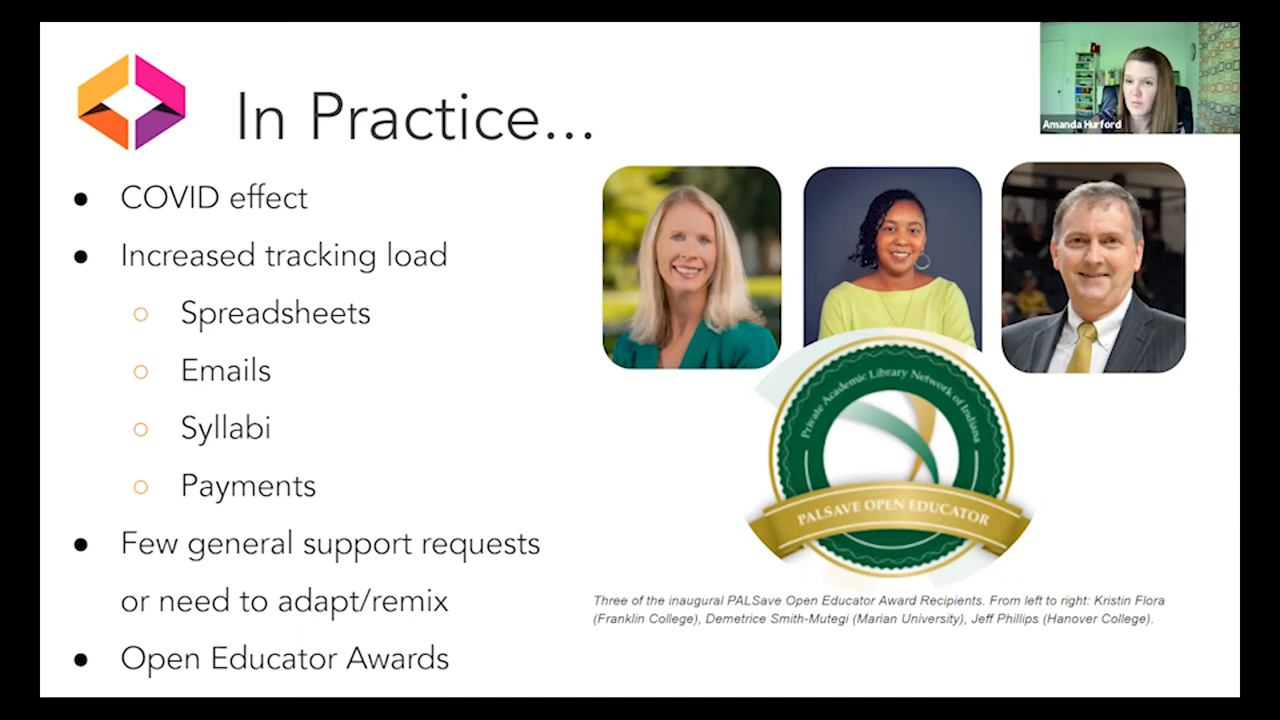 In Practice...
Amanda Hurford
● COVID effect
● Increased tracking load
○ Spreadsheets
○ Emails
○ Syllabi
○ Payments
● Few general support requests
or need to adapt/remix
● Open Educator Awards
Private Academic Library Network of Indiana
PALSAVE OPEN EDUCATOR
Three of the inaugural PALSave Open Educator Award Recipients. From left to right: Kristin Flora
(Franklin College), Demetrice Smith-Mutegi (Marian University), Jeff Phillips (Hanover College).